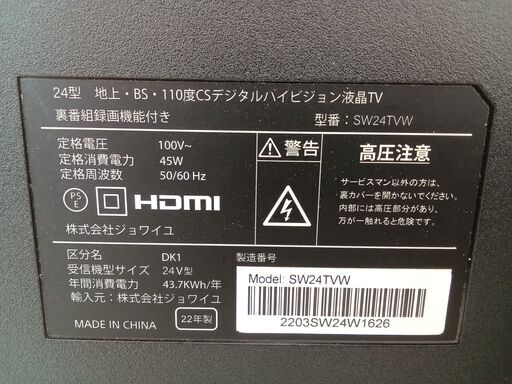 24型 地上・BS・110度CSデジタルハイビジョン液晶TV
裏番組録画機能付き 型番：SW24TVW
定格電圧 100V~
定格消費電力 45W
定格周波数 50/60 Hz
PS E HDMI
株式会社ジョワイユ
警告
高圧注意
サービスマン以外の方は、
裏カバーを開かないでください。
内部には高圧部分があり、
万が一触れると危険です。
区分名 DK1
受信機型サイズ 24V型
年間消費電力 43.7KWh/年
輸入元：株式会社ジョワイユ
MADE IN CHINA 22年製
製造番号
Model: SW24TVW
2203SW24W1626